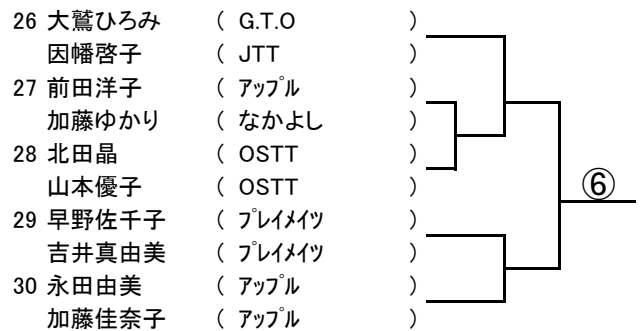 26 大鷲ひろみ ( G.T.O )
因幡啓子 ( JTT )
27 前田洋子 ( ｱｯﾌﾟﾙ )
加藤ゆかり ( なかよし )
28 北田晶 ( OSTT )
山本優子 ( OSTT )
⑥
29 早野佐千子 ( ﾌﾟﾚｲﾒｲﾂ )
吉井真由美 ( ﾌﾟﾚｲﾒｲﾂ )
30 永田由美 ( ｱｯﾌﾟﾙ )
加藤佳奈子 ( ｱｯﾌﾟﾙ )